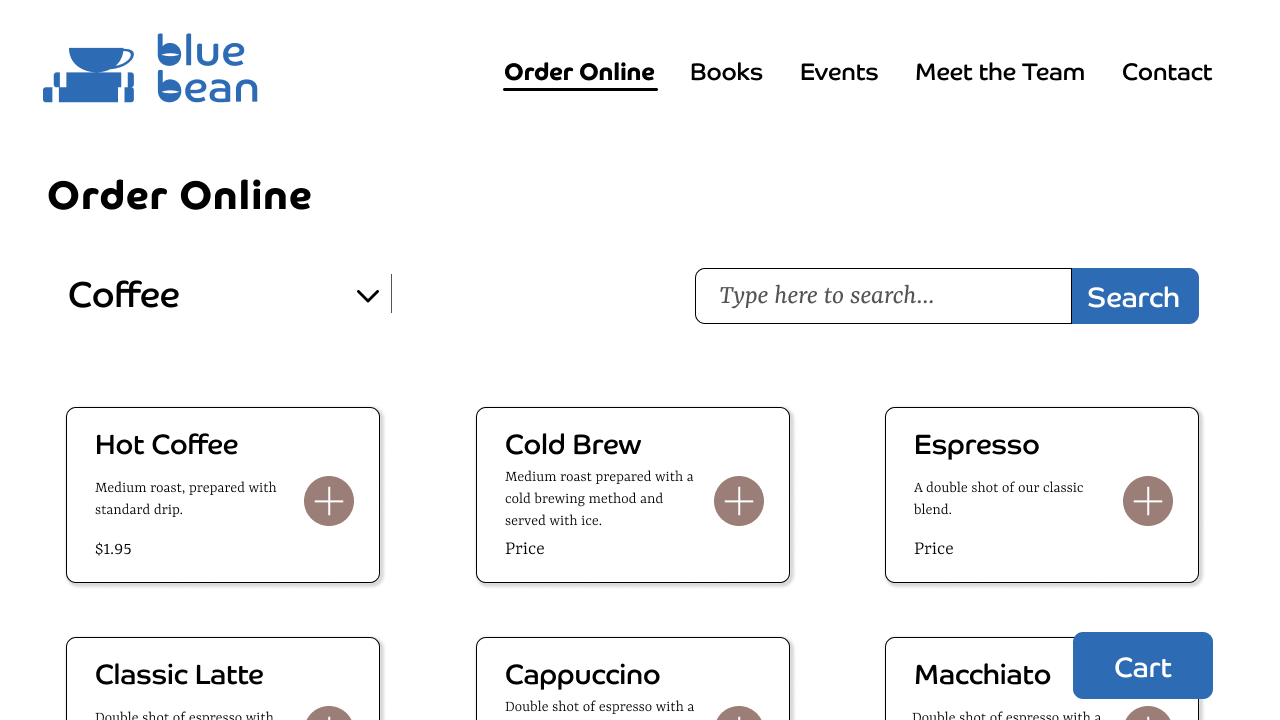 blue
bean
Order Online
Books
Events
Meet the Team
Contact
Order Online
Coffee
Type here to search...
Search
Hot Coffee
Medium roast, prepared with
standard drip.
$1.95
Cold Brew
Medium roast prepared with a
cold brewing method and
served with ice.
Price
Espresso
A double shot of our classic
blend.
Price
Classic Latte
Double shot of espresso with
Cappuccino
Double shot of espresso with a
Macchiato
Double shot of espresso with a
Cart